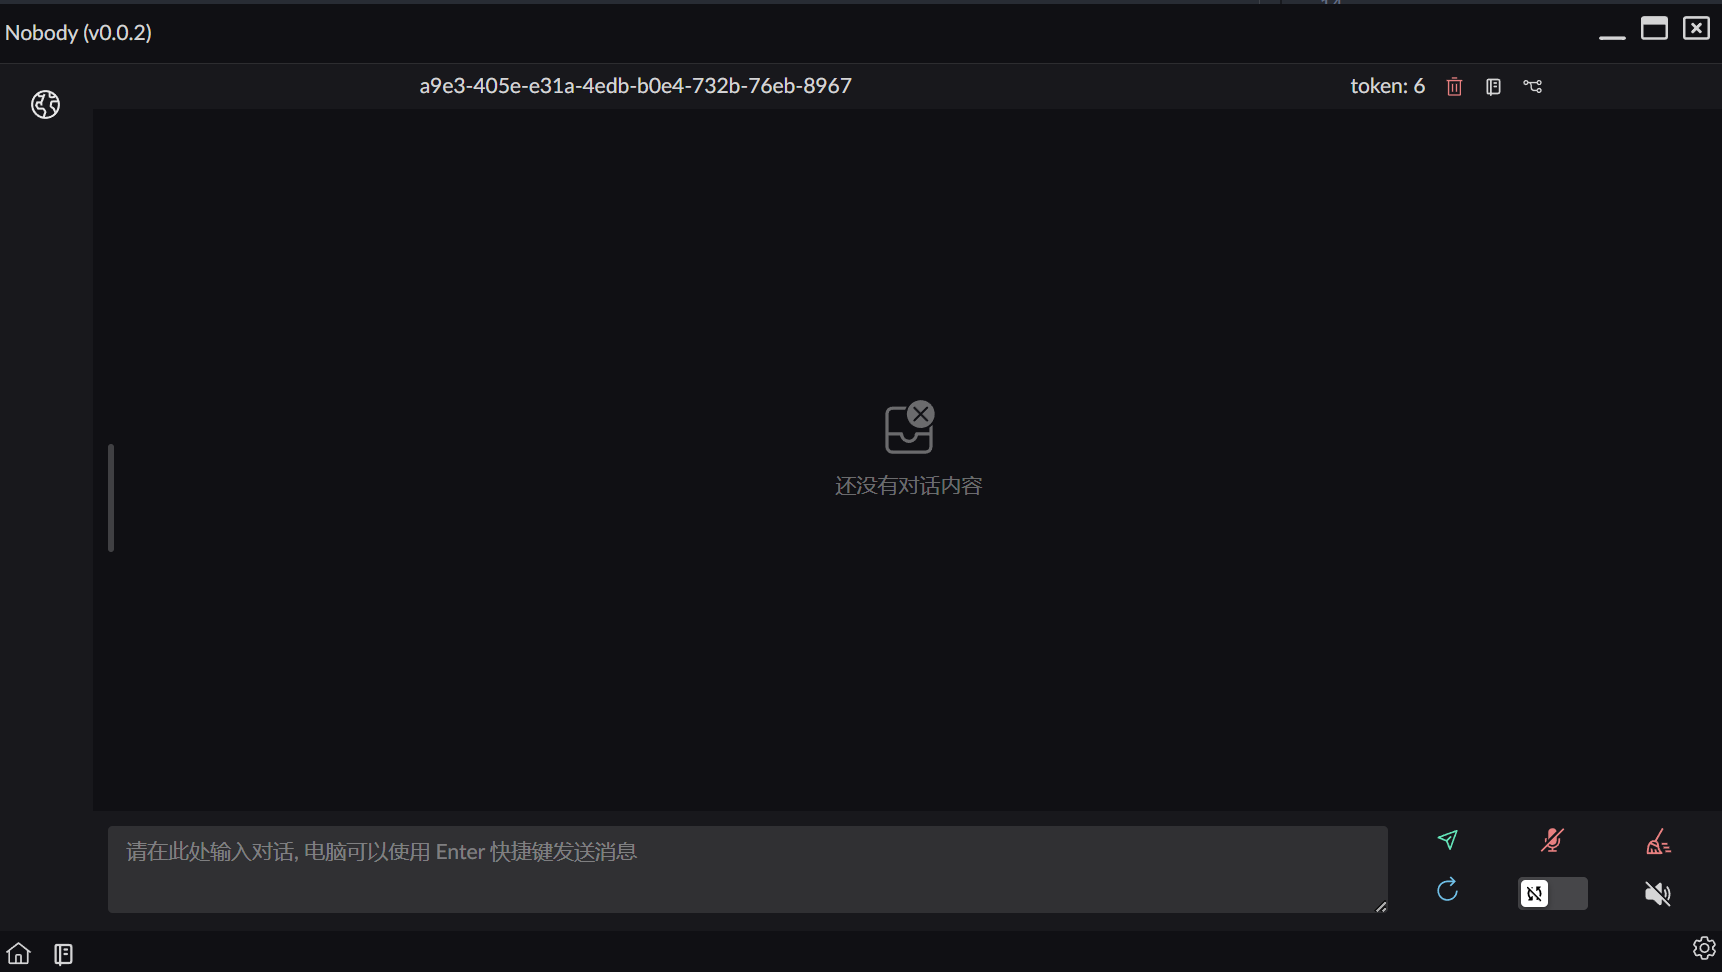 Nobody (v0.0.2)
a9e3-405e-e31a-4edb-b0e4-732b-76eb-8967
token: 6
还没有对话内容
请在此处输入对话, 电脑可以使用 Enter 快捷键发送消息